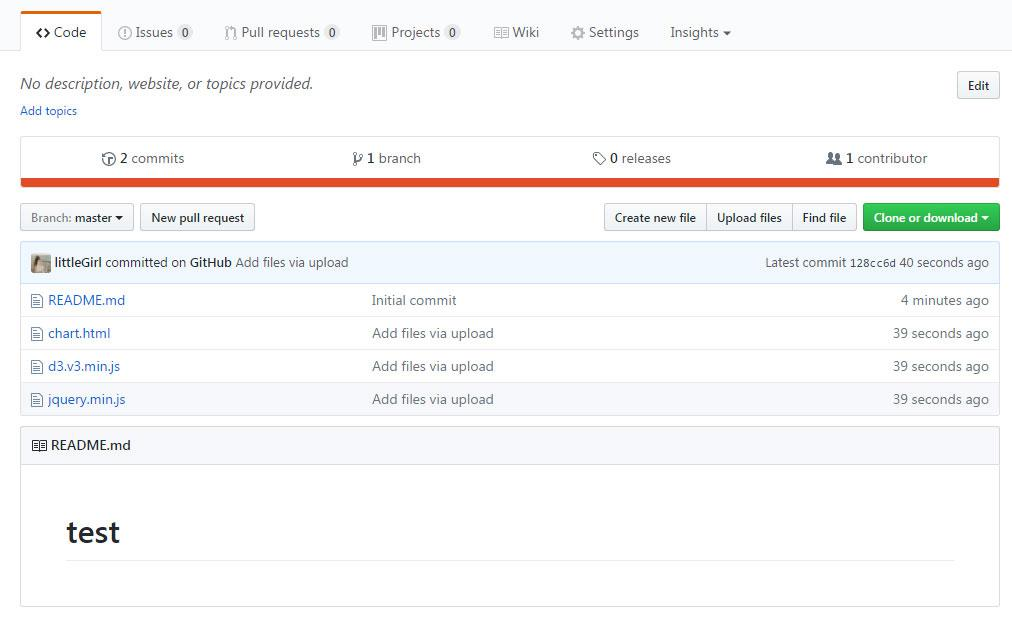 Code Issues 0 Pull requests 0 Projects 0 Wiki Settings Insights
No description, website, or topics provided. Edit
Add topics
2 commits 1 branch 0 releases 1 contributor
Branch: master New pull request Create new file Upload files Find file Clone or download
littleGirl committed on GitHub Add files via upload Latest commit 128cc6d 40 seconds ago
README.md Initial commit 4 minutes ago
chart.html Add files via upload 39 seconds ago
d3.v3.min.js Add files via upload 39 seconds ago
jquery.min.js Add files via upload 39 seconds ago
README.md
test